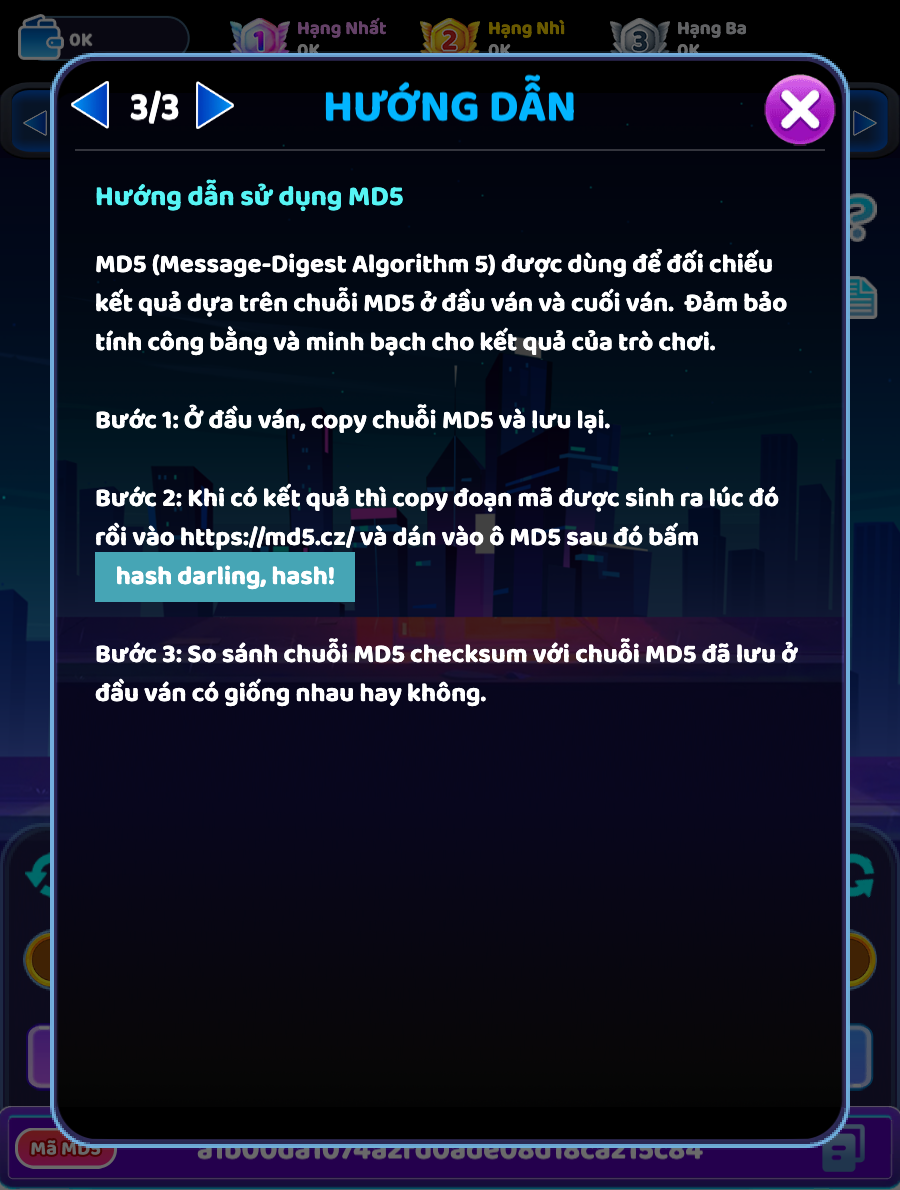 0K
Hạng Nhất
0K
Hạng Nhì
0K
Hạng Ba
0K
1
2
3
3/3
HƯỚNG DẪN
Hướng dẫn sử dụng MD5
MD5 (Message-Digest Algorithm 5) được dùng để đối chiếu
kết quả dựa trên chuỗi MD5 ở đầu ván và cuối ván. Đảm bảo
tính công bằng và minh bạch cho kết quả của trò chơi.
Bước 1: Ở đầu ván, copy chuỗi MD5 và lưu lại.
Bước 2: Khi có kết quả thì copy đoạn mã được sinh ra lúc đó
rồi vào https://md5.cz/ và dán vào ô MD5 sau đó bấm
hash darling, hash!
Bước 3: So sánh chuỗi MD5 checksum với chuỗi MD5 đã lưu ở
đầu ván có giống nhau hay không.
Mã MD5